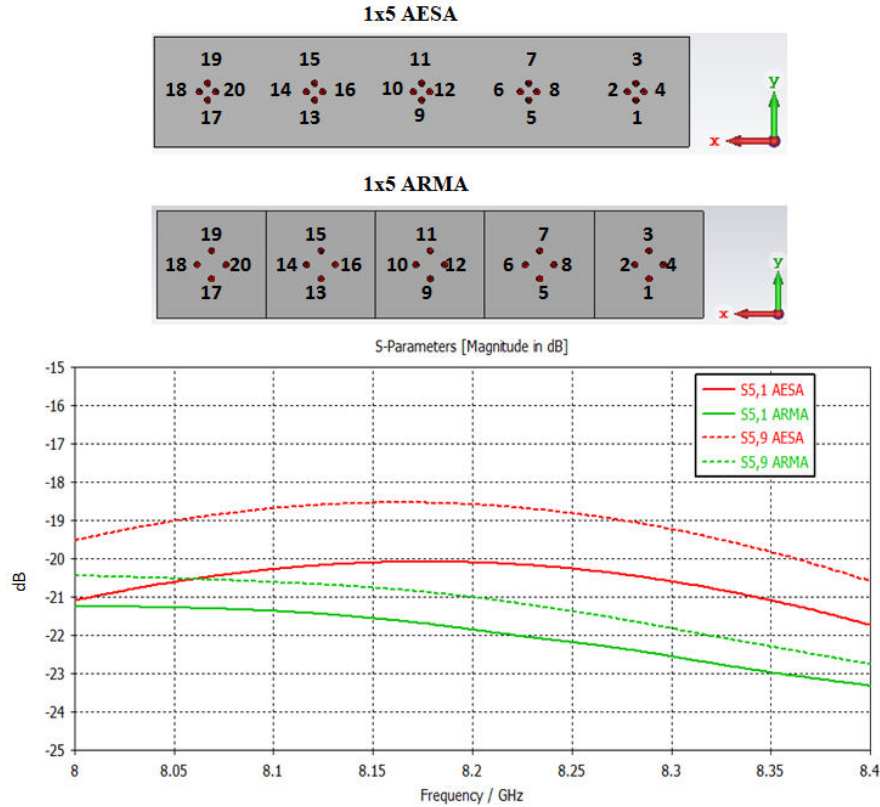 1x5 AESA
19 15 11 7 3
18 20 14 16 10 12 6 8 2 4
17 13 9 5 1
y
x
1x5 ARMA
19 15 11 7 3
18 20 14 16 10 12 6 8 2 4
17 13 9 5 1
y
x
S-Parameters [Magnitude in dB]
-15
-16
-17
-18
-19
-20
-21
-22
-23
-24
-25
dB
S5,1 AESA
S5,1 ARMA
S5,9 AESA
S5,9 ARMA
8 8.05 8.1 8.15 8.2 8.25 8.3 8.35 8.4
Frequency / GHz